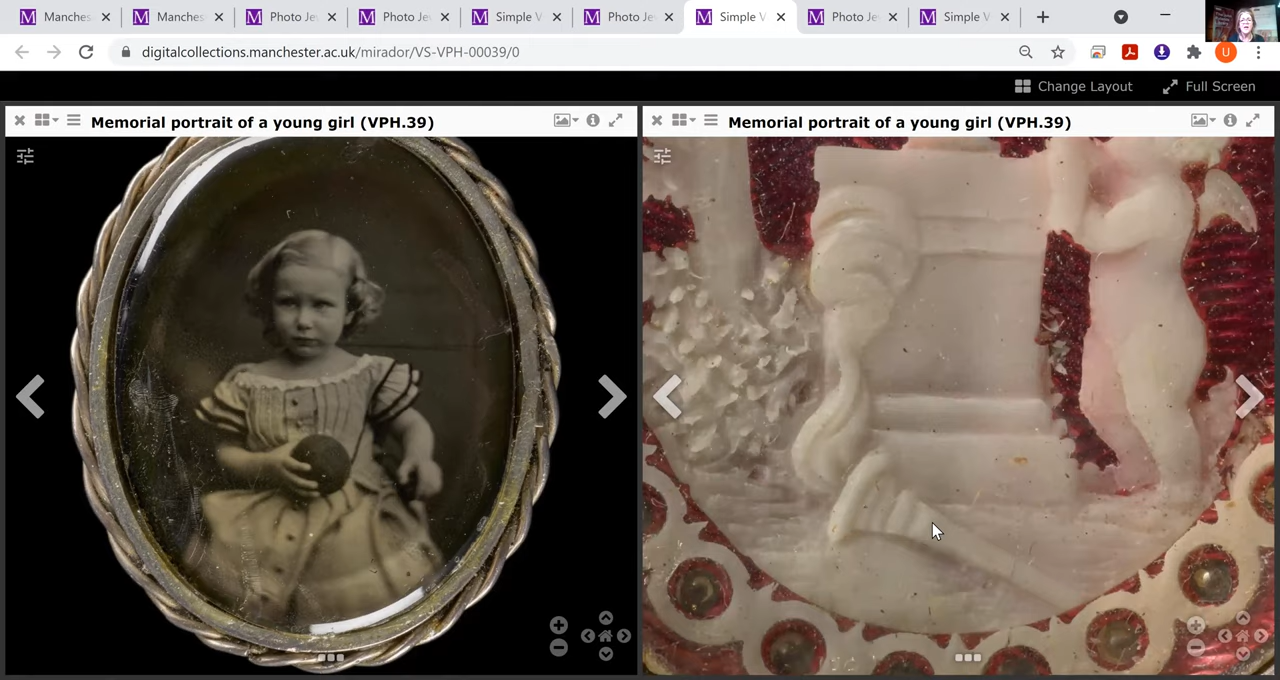 M Manches
M Manches
M Photo Je
M Photo Je
M Simple V
M Photo Je
M Simple V
M Photo Je
M Simple V
digitalcollections.manchester.ac.uk/mirador/VS-VPH-00039/0
U
Change Layout
Full Screen
Memorial portrait of a young girl (VPH.39)
Memorial portrait of a young girl (VPH.39)